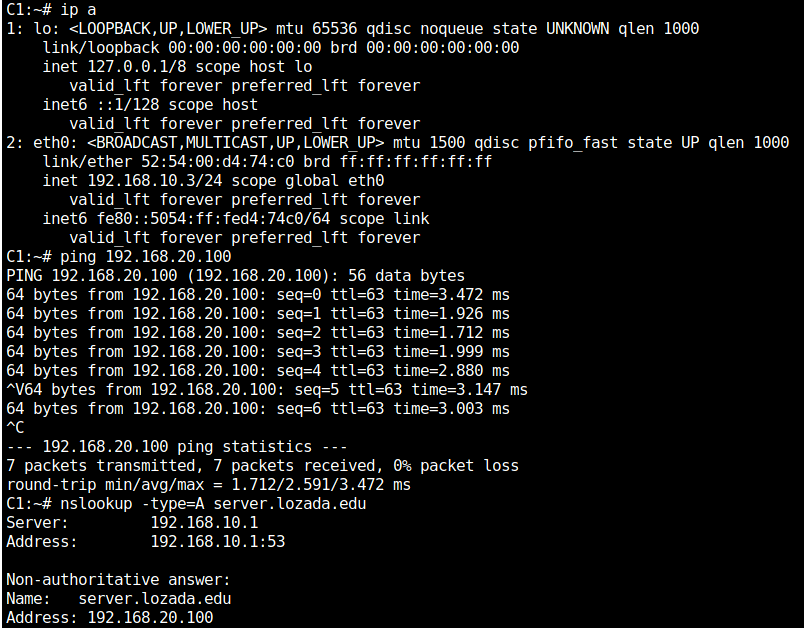 C1:~# ip a
1: lo: <LOOPBACK,UP,LOWER_UP> mtu 65536 qdisc noqueue state UNKNOWN qlen 1000
    link/loopback 00:00:00:00:00:00 brd 00:00:00:00:00:00
    inet 127.0.0.1/8 scope host lo
       valid_lft forever preferred_lft forever
    inet6 ::1/128 scope host
       valid_lft forever preferred_lft forever
2: eth0: <BROADCAST,MULTICAST,UP,LOWER_UP> mtu 1500 qdisc pfifo_fast state UP qlen 1000
    link/ether 52:54:00:d4:74:c0 brd ff:ff:ff:ff:ff:ff
    inet 192.168.10.3/24 scope global eth0
       valid_lft forever preferred_lft forever
    inet6 fe80::5054:ff:fed4:74c0/64 scope link
       valid_lft forever preferred_lft forever
C1:~# ping 192.168.20.100
PING 192.168.20.100 (192.168.20.100): 56 data bytes
64 bytes from 192.168.20.100: seq=0 ttl=63 time=3.472 ms
64 bytes from 192.168.20.100: seq=1 ttl=63 time=1.926 ms
64 bytes from 192.168.20.100: seq=2 ttl=63 time=1.712 ms
64 bytes from 192.168.20.100: seq=3 ttl=63 time=1.999 ms
64 bytes from 192.168.20.100: seq=4 ttl=63 time=2.880 ms
^V64 bytes from 192.168.20.100: seq=5 ttl=63 time=3.147 ms
64 bytes from 192.168.20.100: seq=6 ttl=63 time=3.003 ms
^C
--- 192.168.20.100 ping statistics ---
7 packets transmitted, 7 packets received, 0% packet loss
round-trip min/avg/max = 1.712/2.591/3.472 ms
C1:~# nslookup -type=A server.lozada.edu
Server:         192.168.10.1
Address:        192.168.10.1:53

Non-authoritative answer:
Name:   server.lozada.edu
Address: 192.168.20.100